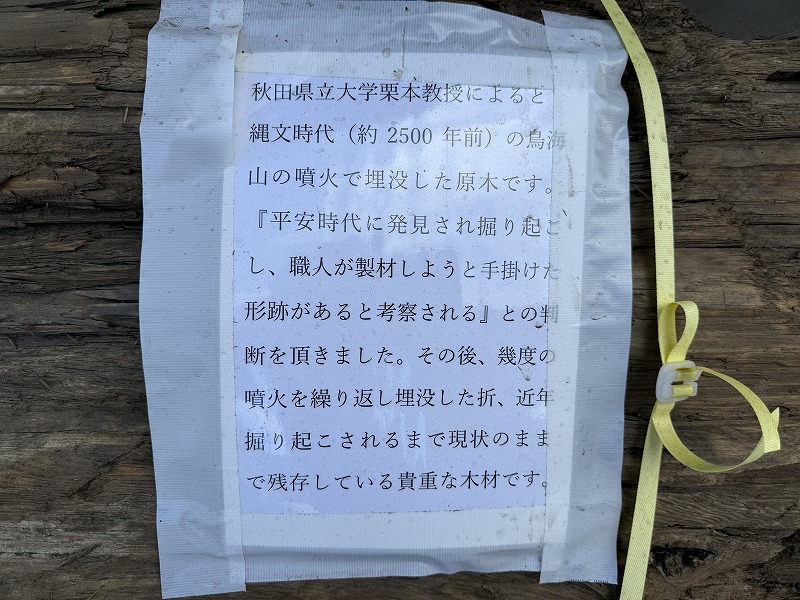 秋田県立大学栗本教授によると
縄文時代（約 2500 年前）の鳥海
山の噴火で埋没した原木です。
『平安時代に発見され掘り起こ
し、職人が製材しようと手掛けた
形跡があると考察される』との判
断を頂きました。その後、幾度の
噴火を繰り返し埋没した折、近年
掘り起こされるまで現状のまま
で残存している貴重な木材です。